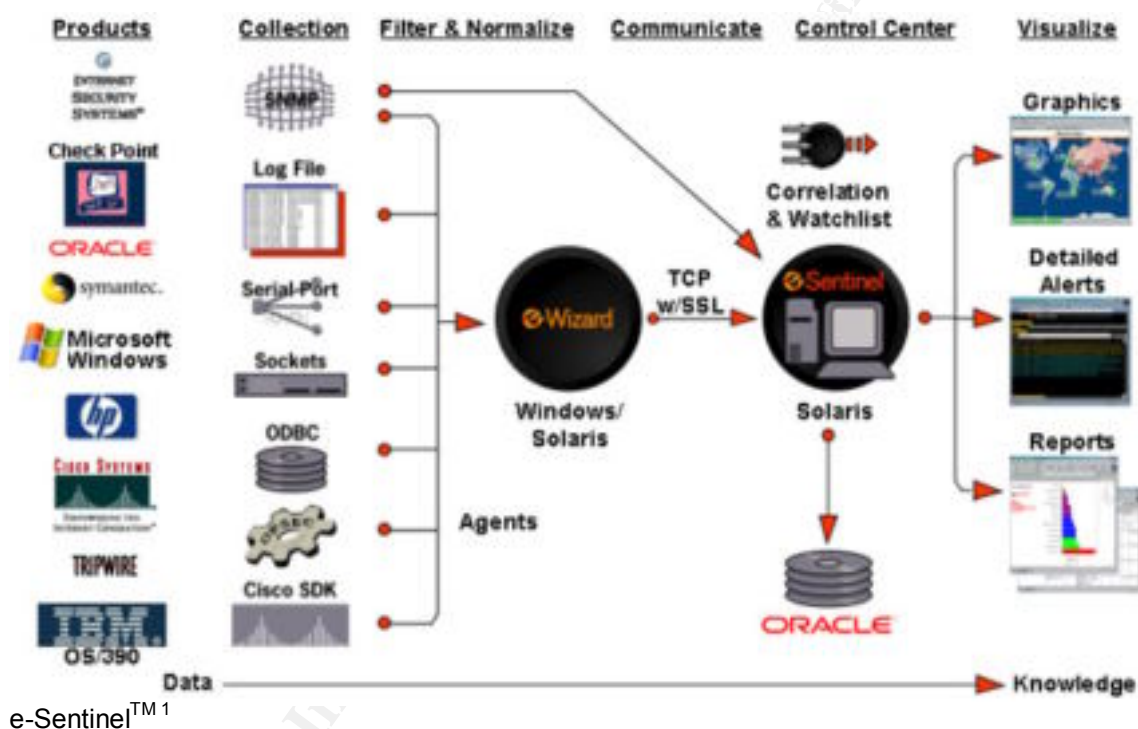 Products
Collection
Filter & Normalize
Communicate
Control Center
Visualize
INTERNET
SECURITY
SYSTEMS
Check Point
ORACLE
symantec.
Microsoft
Windows
hp
CISCO SYSTEMS
TRIPWIRE
IBM
OS/390
SNMP
Log File
Serial Port
Sockets
ODBC
OPSEC
Cisco SDK
Agents
e-Wizard
Windows/
Solaris
TCP
w/SSL
Correlation
& Watchlist
e-Sentinel
Solaris
ORACLE
Graphics
Detailed
Alerts
Reports
Data
Knowledge
e-Sentinel™ 1